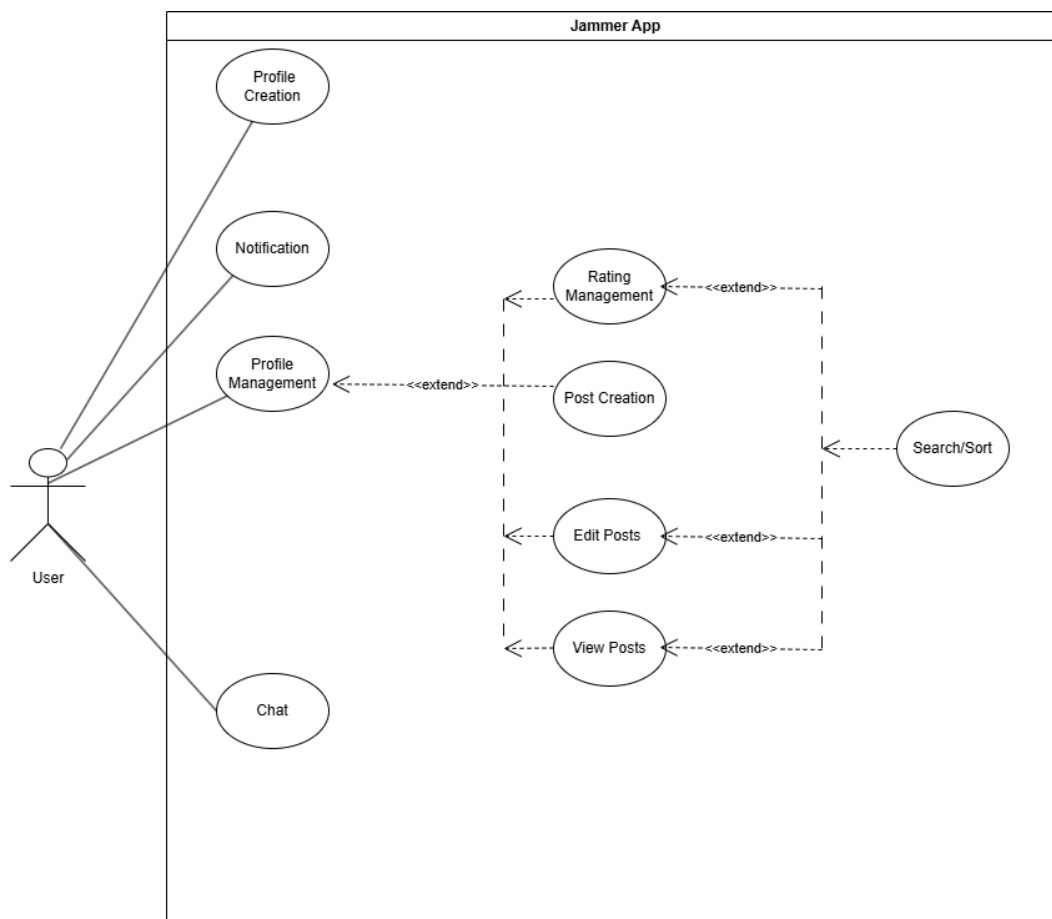 Jammer App
Profile
Creation
Notification
Rating
Management
<<extend>>
Profile
Management
<<extend>>
Post Creation
Search/Sort
Edit Posts
<<extend>>
User
View Posts
<<extend>>
Chat